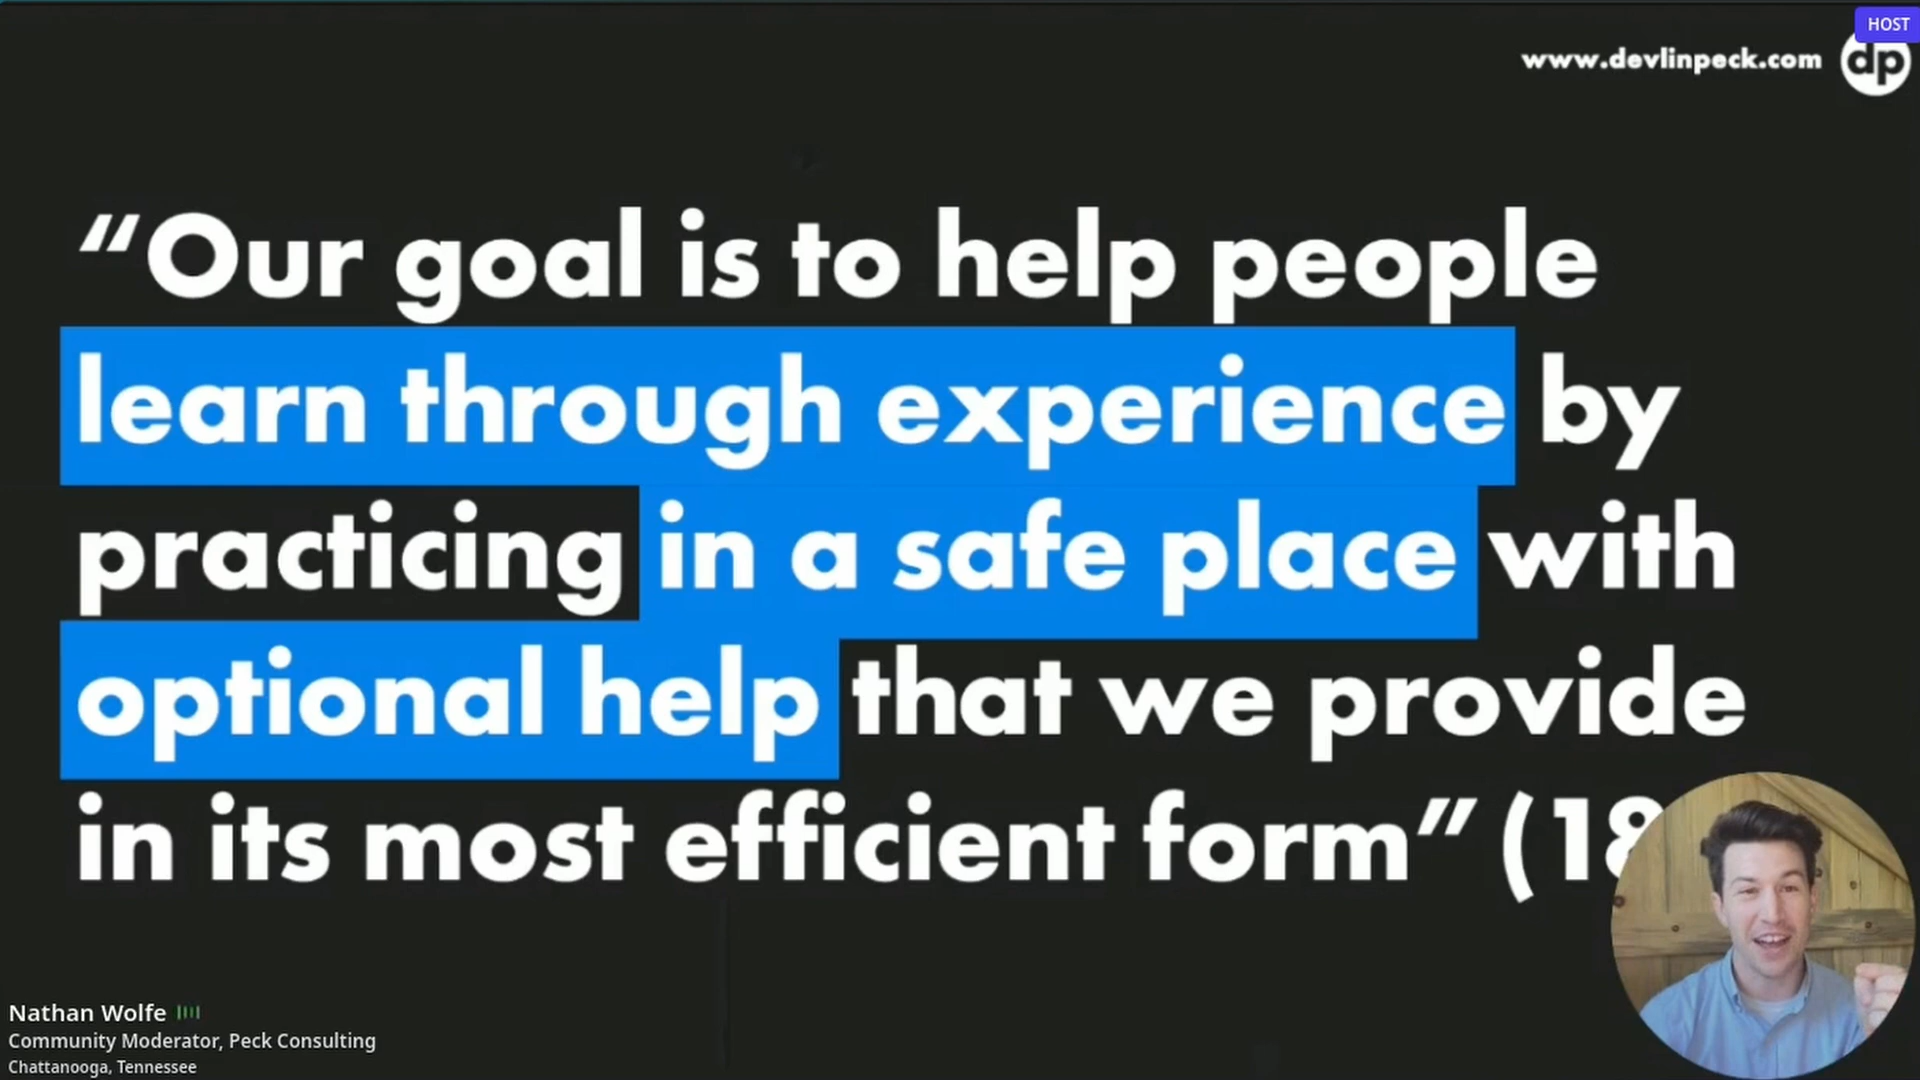 HOST
www.devlinpeck.com dp
“Our goal is to help people
learn through experience by
practicing in a safe place with
optional help that we provide
in its most efficient form” (18
Nathan Wolfe
Community Moderator, Peck Consulting
Chattanooga, Tennessee